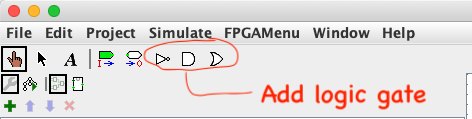 File Edit Project Simulate FPGAMenu Window Help
A
Add logic gate